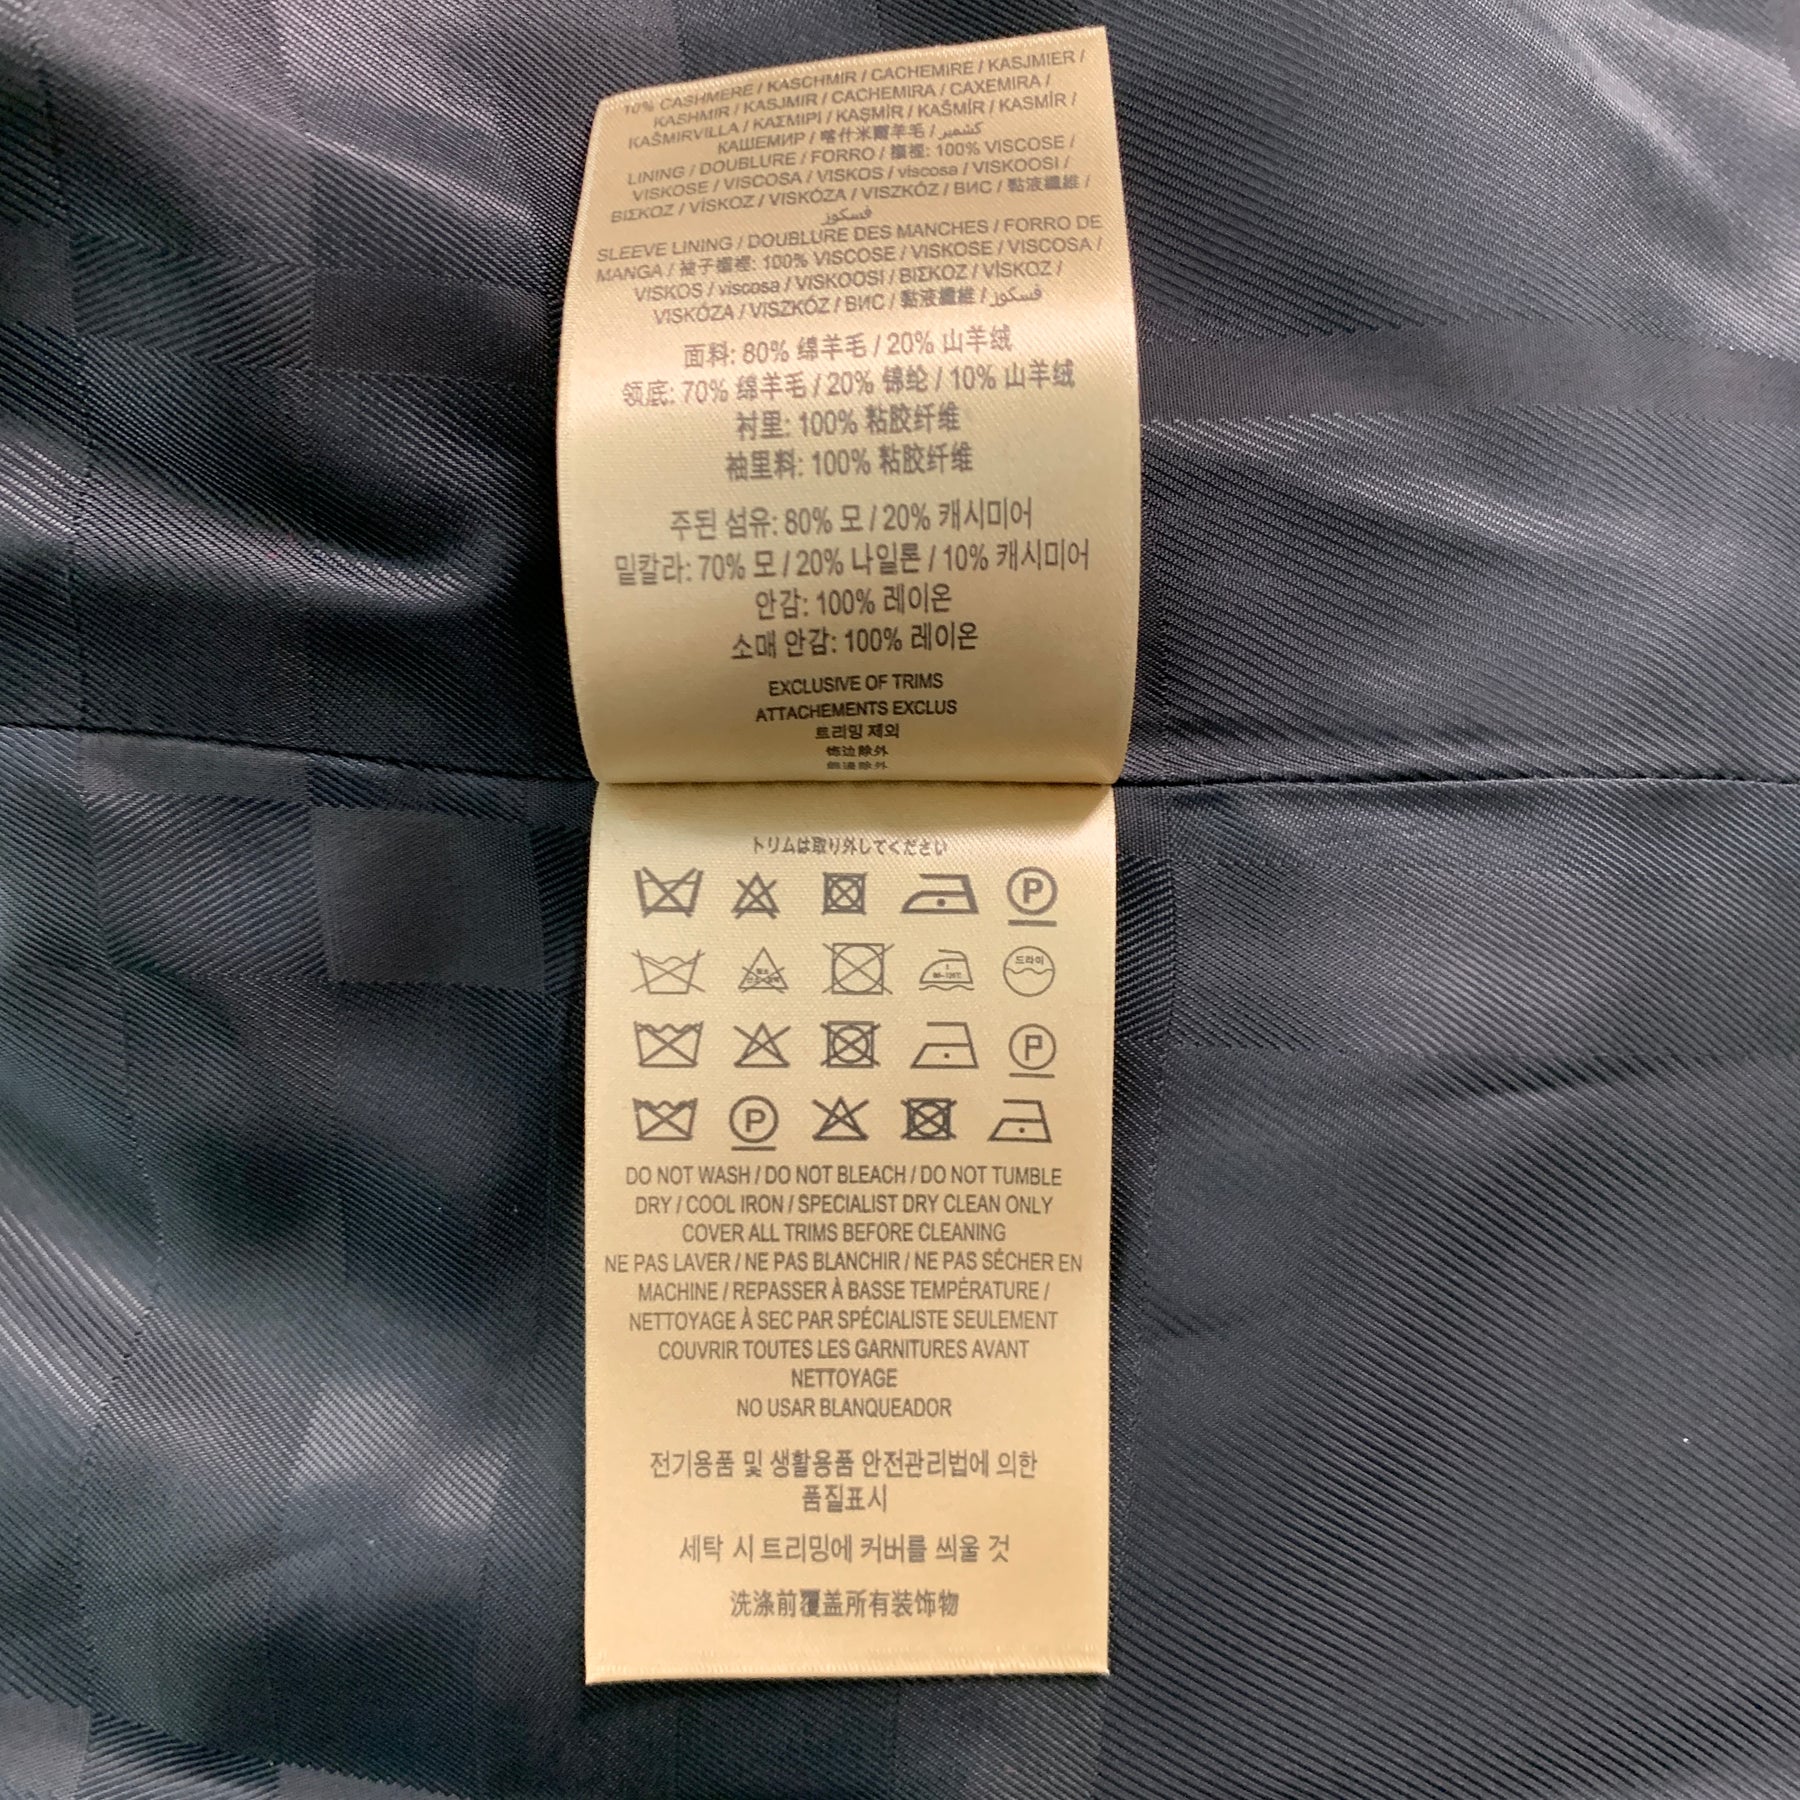 10% CASHMERE / KASCHMIR / CACHEMIRE / KASJMIER /
KASHMIR / KASJMIR / CACHEMIRA / CAXEMIRA /
KAŠMIRVILLA / ΚΑΣΜΙΡΙ / KAŞMİR / KAŠMÍR / KASMÍR /
КАШЕМИР / 喀什米爾羊毛 / كشمير
LINING / DOUBLURE / FORRO / 襯裡: 100% VISCOSE /
VISKOSE / VISCOSA / VISKOS / viscosa / VISKOOSI /
ΒΙΣΚΟΖ / VİSKOZ / VISKÓZA / VISZKÓZ / ВИС / 黏液纖維 /
فسكوز
SLEEVE LINING / DOUBLURE DES MANCHES / FORRO DE
MANGA / 袖子襯裡: 100% VISCOSE / VISKOSE / VISCOSA /
VISKOS / viscosa / VISKOOSI / ΒΙΣΚΟΖ / VİSKOZ /
VISKÓZA / VISZKÓZ / ВИС / 黏液纖維 / فسكوز
面料: 80% 绵羊毛 / 20% 山羊绒
领底: 70% 绵羊毛 / 20% 锦纶 / 10% 山羊绒
衬里: 100% 粘胶纤维
袖里料: 100% 粘胶纤维
주된 섬유: 80% 모 / 20% 캐시미어
밑칼라: 70% 모 / 20% 나일론 / 10% 캐시미어
안감: 100% 레이온
소매 안감: 100% 레이온
EXCLUSIVE OF TRIMS
ATTACHEMENTS EXCLUS
트리밍 제외
饰边除外
飾邊除外
トリムは取り外してください
P
드라이
P
P
DO NOT WASH / DO NOT BLEACH / DO NOT TUMBLE
DRY / COOL IRON / SPECIALIST DRY CLEAN ONLY
COVER ALL TRIMS BEFORE CLEANING
NE PAS LAVER / NE PAS BLANCHIR / NE PAS SÉCHER EN
MACHINE / REPASSER À BASSE TEMPÉRATURE /
NETTOYAGE À SEC PAR SPÉCIALISTE SEULEMENT
COUVRIR TOUTES LES GARNITURES AVANT
NETTOYAGE
NO USAR BLANQUEADOR
전기용품 및 생활용품 안전관리법에 의한
품질표시
세탁 시 트리밍에 커버를 씌울 것
洗涤前覆盖所有装饰物